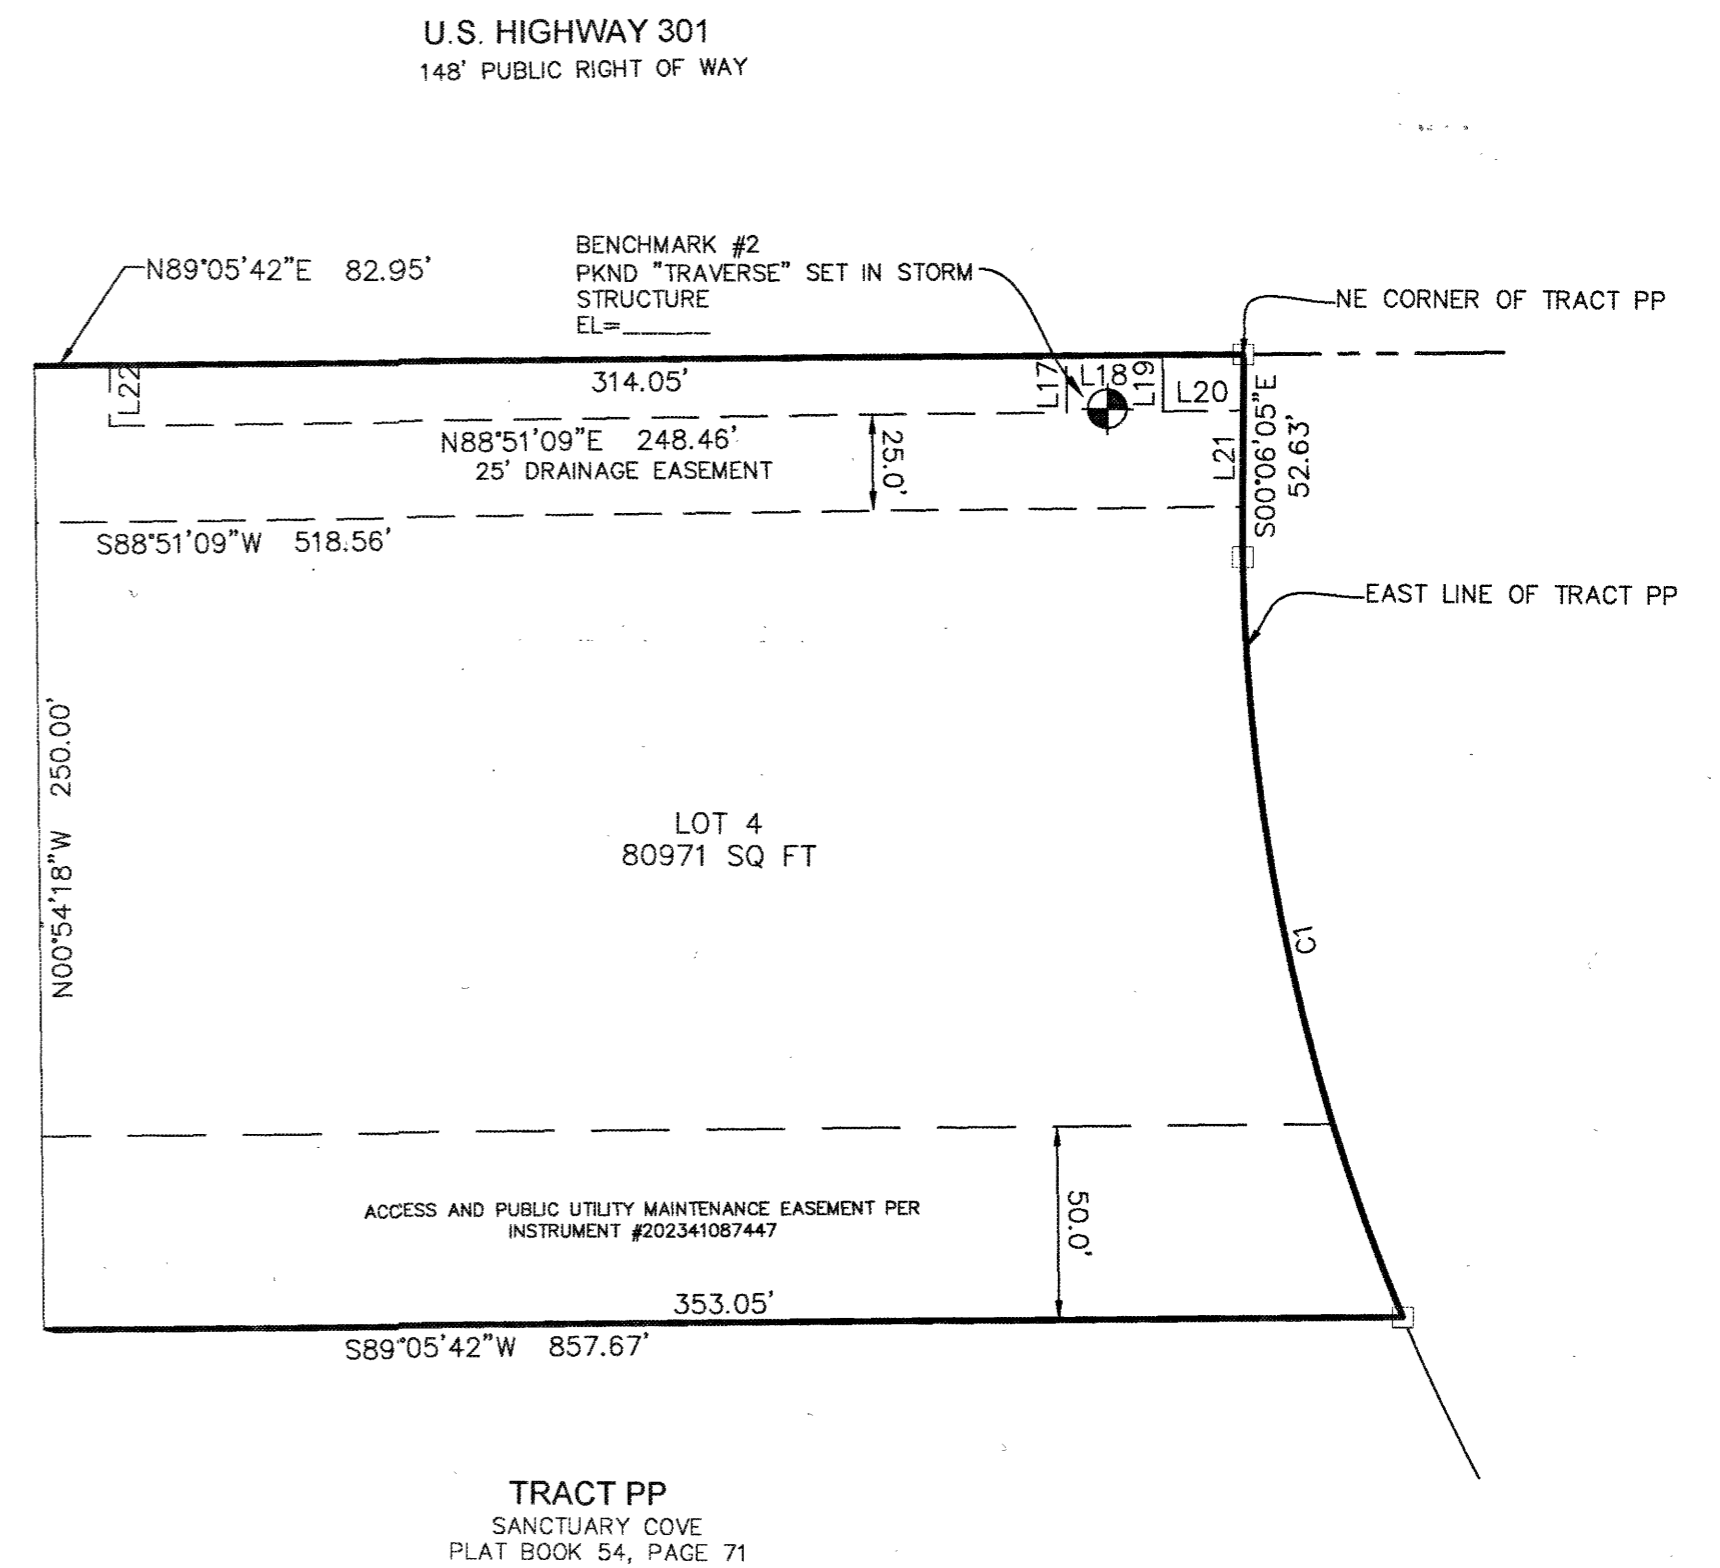 U.S. HIGHWAY 301
148' PUBLIC RIGHT OF WAY
N89°05'42"E 82.95'
BENCHMARK #2
PKND "TRAVERSE" SET IN STORM
STRUCTURE
EL=______
NE CORNER OF TRACT PP
314.05'
L22
L17
L18
L19
L20
L21
S00°06'05"E
52.63'
N88°51'09"E 248.46'
25' DRAINAGE EASEMENT
25.0'
S88°51'09"W 518.56'
EAST LINE OF TRACT PP
N00°54'18"W 250.00'
LOT 4
80971 SQ FT
C1
ACCESS AND PUBLIC UTILITY MAINTENANCE EASEMENT PER
INSTRUMENT #202341087447
50.0'
353.05'
S89°05'42"W 857.67'
TRACT PP
SANCTUARY COVE
PLAT BOOK 54, PAGE 71